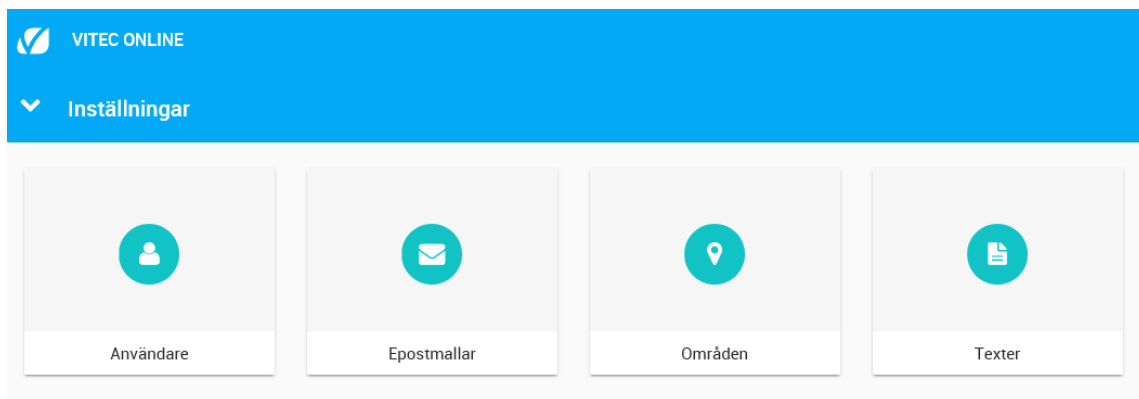 VITEC ONLINE
Inställningar
Användare
Epostmallar
Områden
Texter